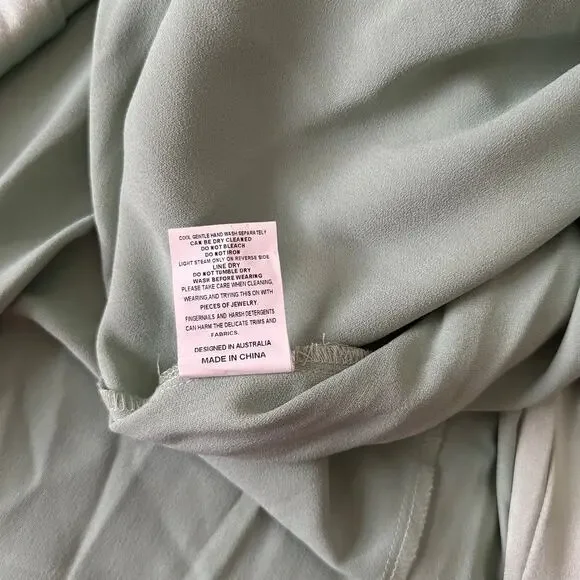 COOL GENTLE HAND WASH SEPARATELY
CAN BE DRY CLEANED
DO NOT BLEACH
DO NOT IRON
LIGHT STEAM ONLY ON REVERSE SIDE
LINE DRY
DO NOT TUMBLE DRY
WASH BEFORE WEARING
PLEASE TAKE CARE WHEN CLEANING,
WEARING,AND TRYING THIS ON WITH
PIECES OF JEWELRY.
FINGERNAILS AND HARSH DETERGENTS
CAN HARM THE DELICATE TRIMS AND
FABRICS.
DESIGNED IN AUSTRALIA
MADE IN CHINA